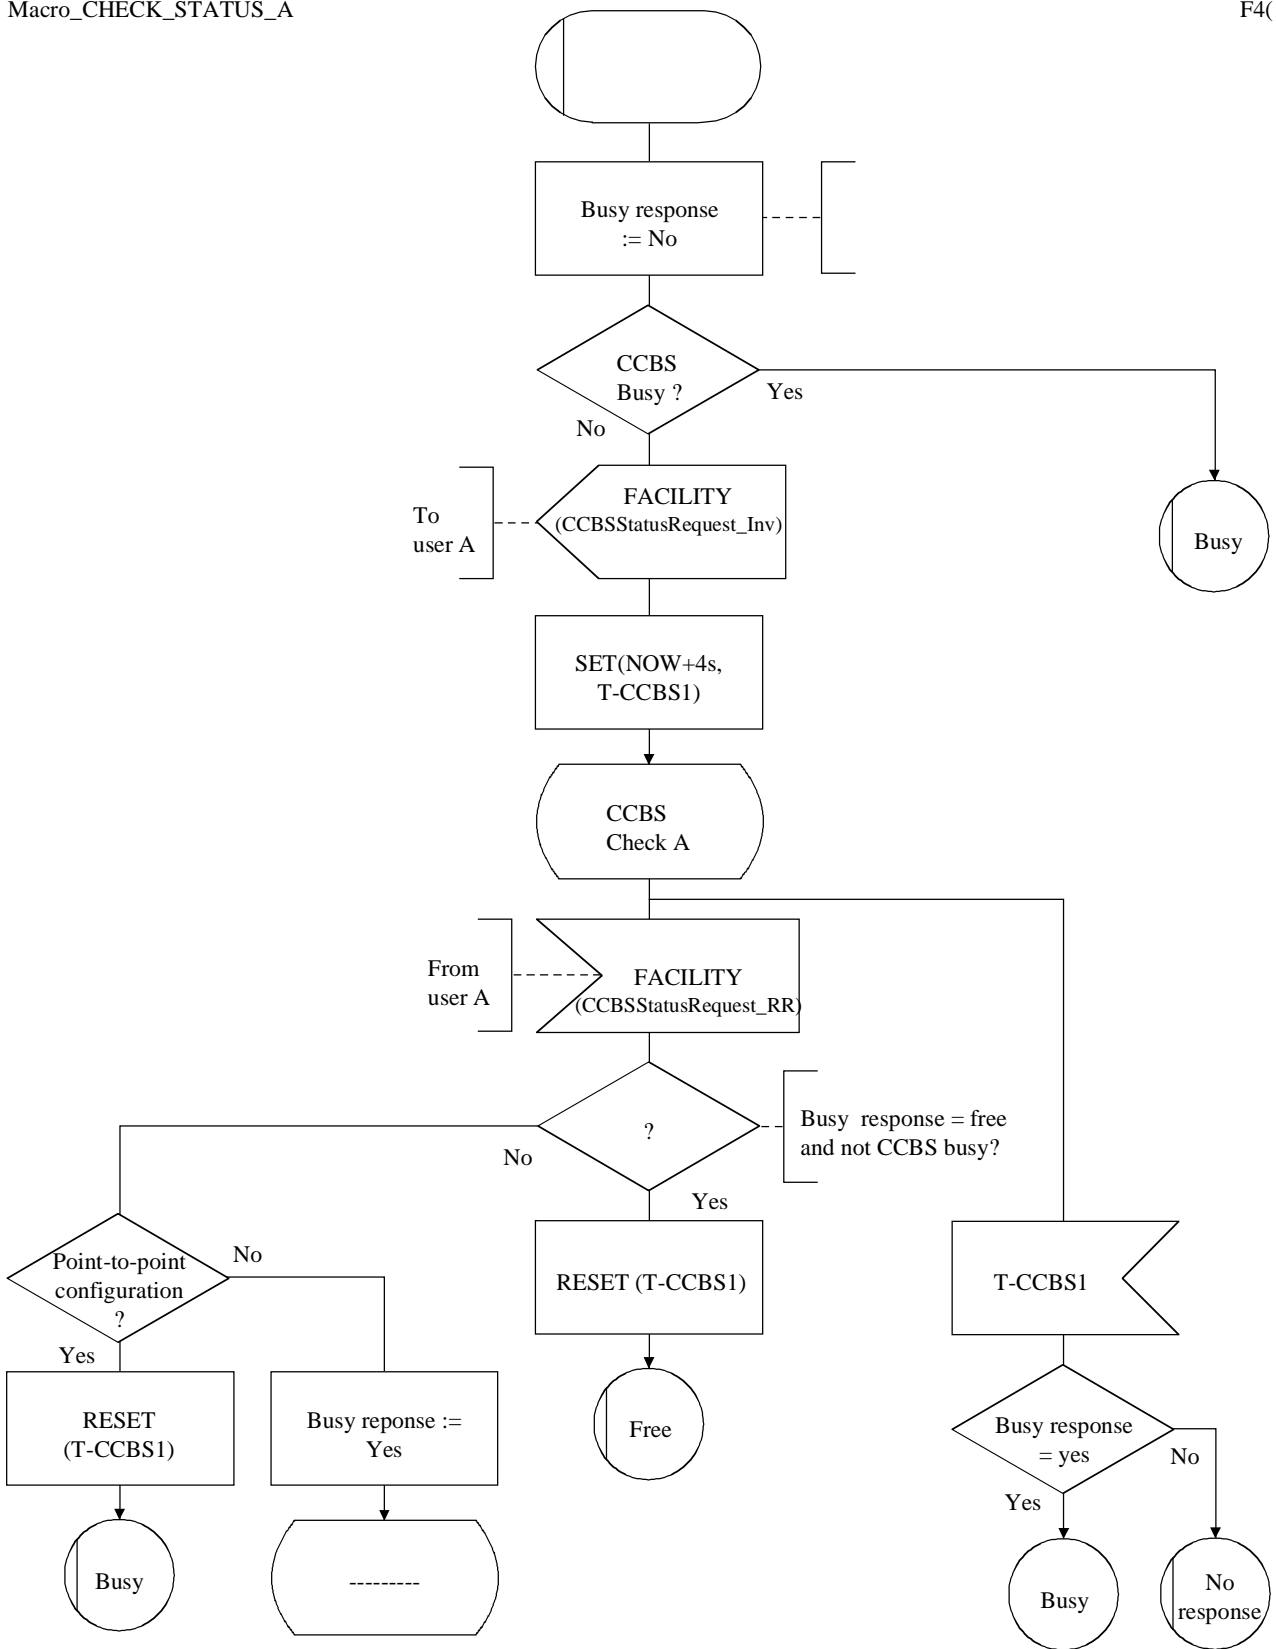 Macro_CHECK_STATUS_A
F4(
Busy response
:= No
CCBS
Busy ?
Yes
No
To
user A
FACILITY
(CCBSStatusRequest_Inv)
Busy
SET(NOW+4s,
T-CCBS1)
CCBS
Check A
From
user A
FACILITY
(CCBSStatusRequest_RR)
?
Busy response = free
and not CCBS busy?
No
Yes
Point-to-point
configuration
?
No
Yes
RESET (T-CCBS1)
T-CCBS1
RESET
(T-CCBS1)
Busy reponse :=
Yes
Free
Busy response
= yes
No
Yes
Busy
---------
Busy
No
response